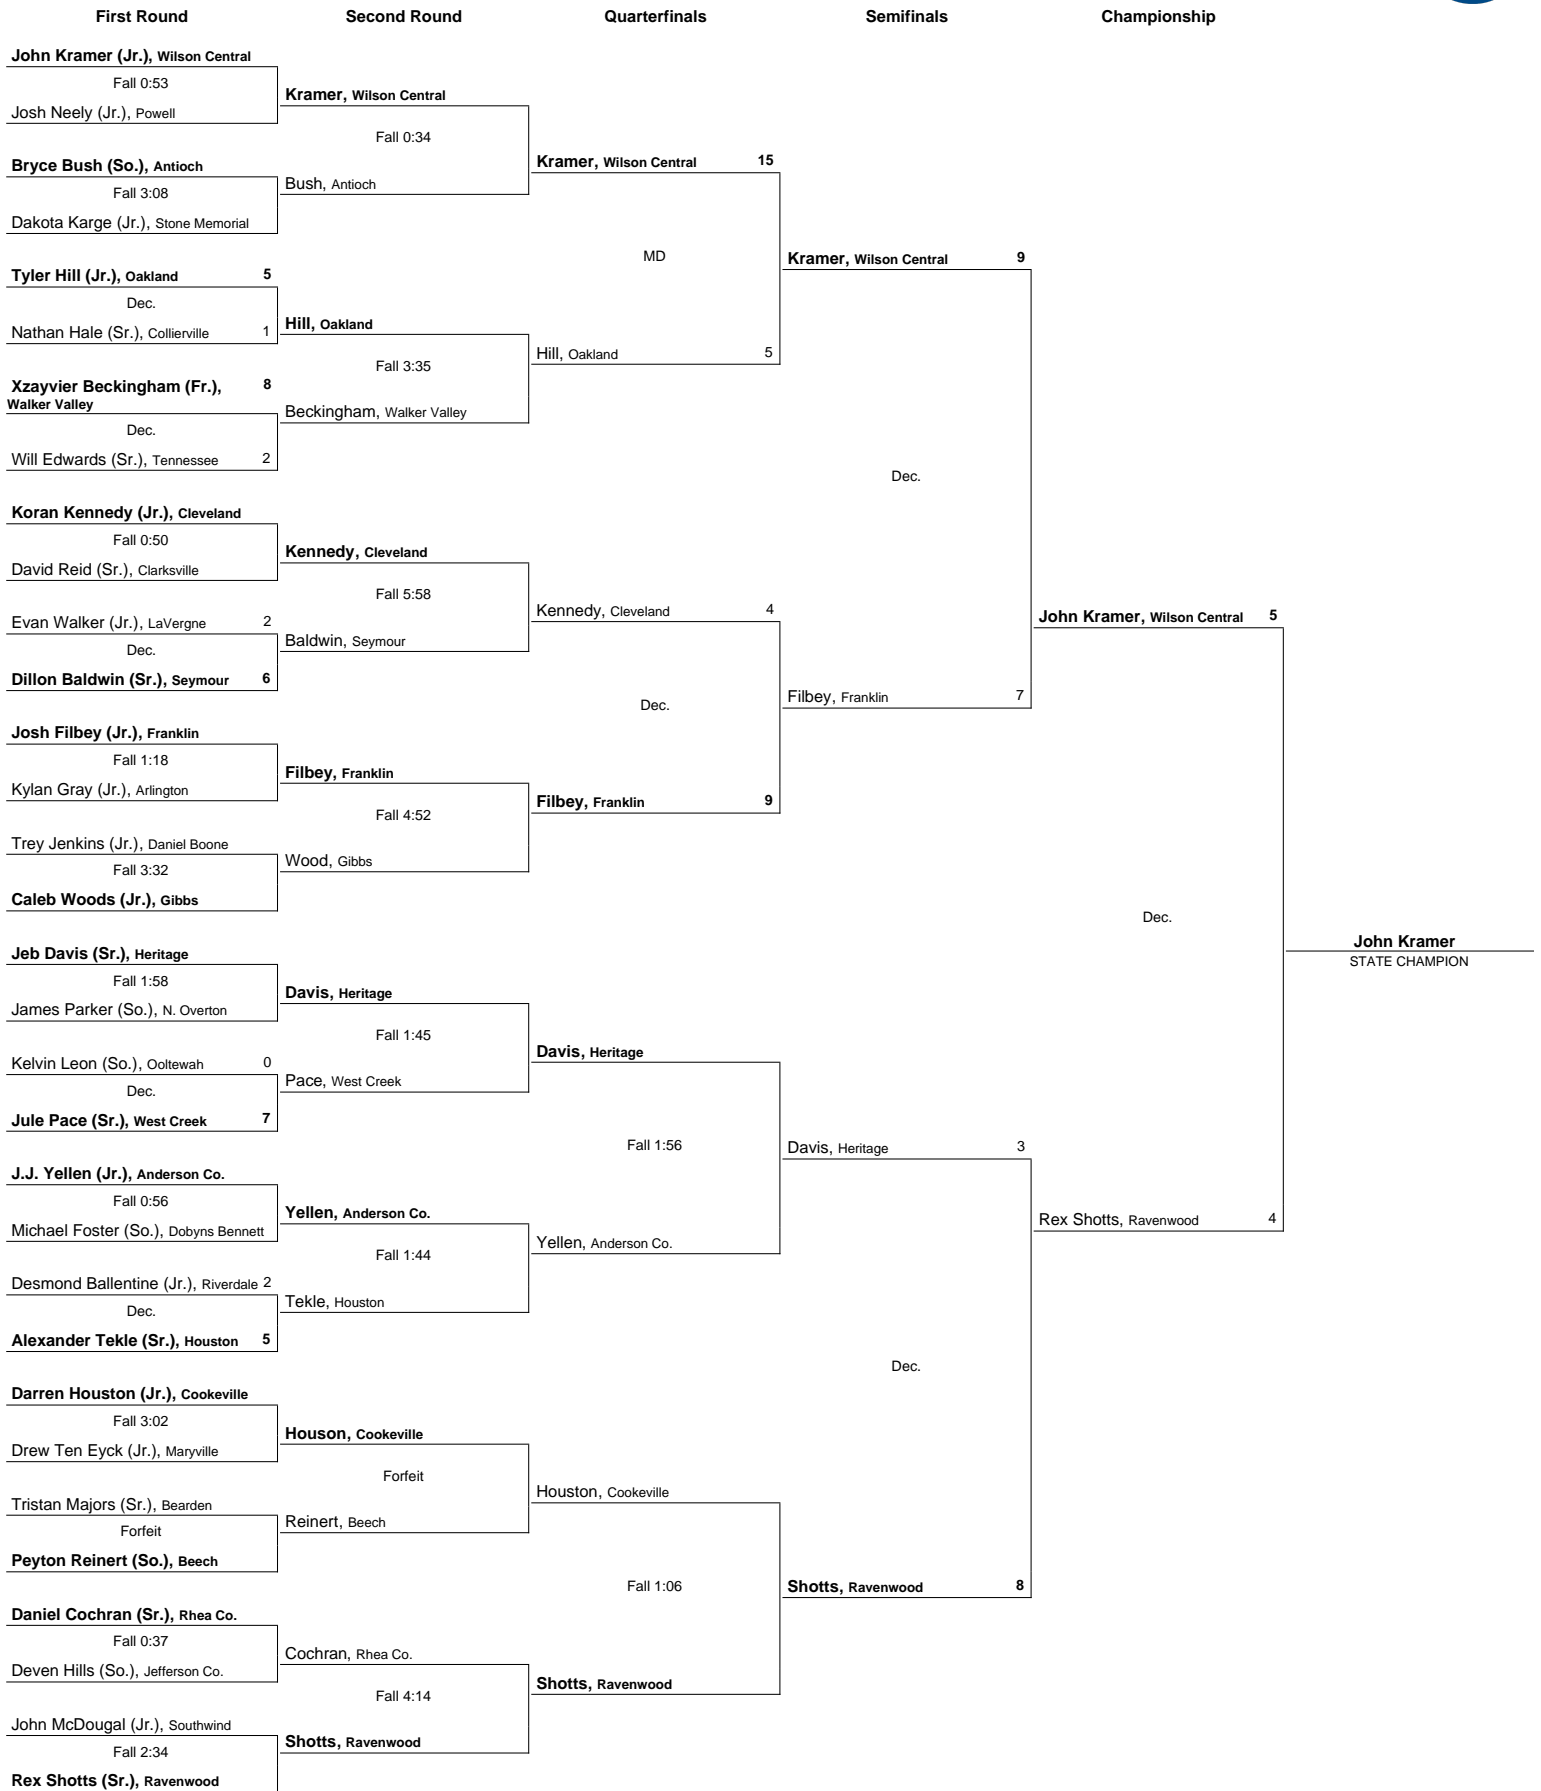 First Round Second Round Quarterfinals Semifinals Championship
John Kramer (Jr.), Wilson Central
Fall 0:53
Josh Neely (Jr.), Powell
Bryce Bush (So.), Antioch
Fall 3:08
Dakota Karge (Jr.), Stone Memorial
Tyler Hill (Jr.), Oakland 5
Dec.
Nathan Hale (Sr.), Collierville 1
Xzayvier Beckingham (Fr.), 8
Walker Valley
Dec.
Will Edwards (Sr.), Tennessee 2
Koran Kennedy (Jr.), Cleveland
Fall 0:50
David Reid (Sr.), Clarksville
Evan Walker (Jr.), LaVergne 2
Dec.
Dillon Baldwin (Sr.), Seymour 6
Josh Filbey (Jr.), Franklin
Fall 1:18
Kylan Gray (Jr.), Arlington
Trey Jenkins (Jr.), Daniel Boone
Fall 3:32
Caleb Woods (Jr.), Gibbs
Jeb Davis (Sr.), Heritage
Fall 1:58
James Parker (So.), N. Overton
Kelvin Leon (So.), Ooltewah 0
Dec.
Jule Pace (Sr.), West Creek 7
J.J. Yellen (Jr.), Anderson Co.
Fall 0:56
Michael Foster (So.), Dobyns Bennett
Desmond Ballentine (Jr.), Riverdale 2
Dec.
Alexander Tekle (Sr.), Houston 5
Darren Houston (Jr.), Cookeville
Fall 3:02
Drew Ten Eyck (Jr.), Maryville
Tristan Majors (Sr.), Bearden
Forfeit
Peyton Reinert (So.), Beech
Daniel Cochran (Sr.), Rhea Co.
Fall 0:37
Deven Hills (So.), Jefferson Co.
John McDougal (Jr.), Southwind
Fall 2:34
Rex Shotts (Sr.), Ravenwood
Kramer, Wilson Central
Fall 0:34
Bush, Antioch
Hill, Oakland
Fall 3:35
Beckingham, Walker Valley
Kennedy, Cleveland
Fall 5:58
Baldwin, Seymour
Filbey, Franklin
Fall 4:52
Wood, Gibbs
Davis, Heritage
Fall 1:45
Pace, West Creek
Yellen, Anderson Co.
Fall 1:44
Tekle, Houston
Houson, Cookeville
Forfeit
Reinert, Beech
Cochran, Rhea Co.
Fall 4:14
Shotts, Ravenwood
Kramer, Wilson Central 15
MD
Hill, Oakland 5
Kennedy, Cleveland 4
Dec.
Filbey, Franklin 9
Davis, Heritage
Fall 1:56
Yellen, Anderson Co.
Houston, Cookeville
Fall 1:06
Shotts, Ravenwood
Kramer, Wilson Central 9
Dec.
Filbey, Franklin 7
Davis, Heritage 3
Dec.
Shotts, Ravenwood 8
John Kramer, Wilson Central 5
Dec.
Rex Shotts, Ravenwood 4
John Kramer
STATE CHAMPION